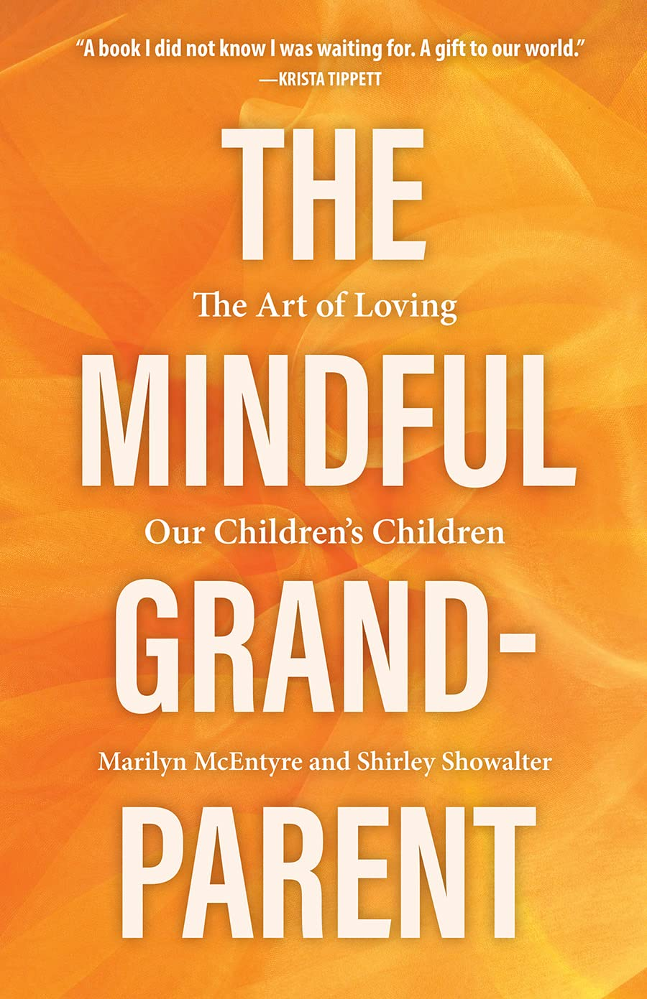 “A book I did not know I was waiting for. A gift to our world.”
—KRISTA TIPPETT
THE
The Art of Loving
MINDFUL
Our Children’s Children
GRAND-
Marilyn McEntyre and Shirley Showalter
PARENT